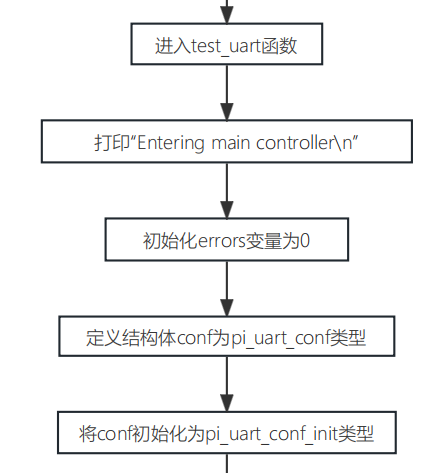 进入test_uart函数
打印“Entering main controller\n”
初始化errors变量为0
定义结构体conf为pi_uart_conf类型
将conf初始化为pi_uart_conf_init类型